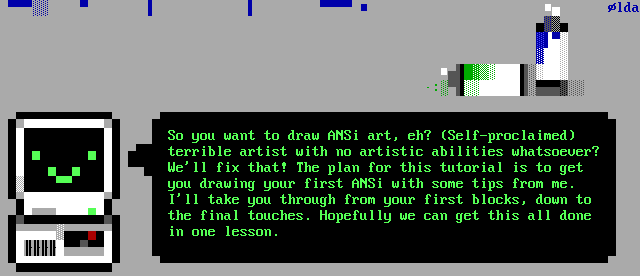 ølda
So you want to draw ANSi art, eh? (Self-proclaimed)
terrible artist with no artistic abilities whatsoever?
We'll fix that! The plan for this tutorial is to get
you drawing your first ANSi with some tips from me.
I'll take you through from your first blocks, down to
the final touches. Hopefully we can get this all done
in one lesson.